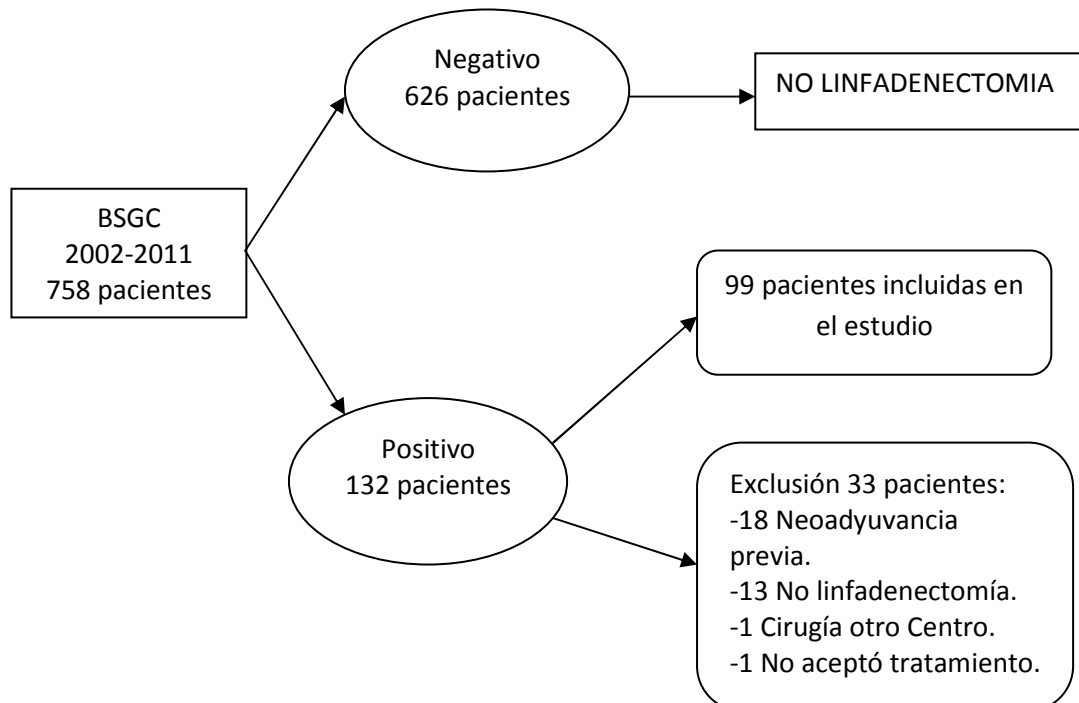 Negativo
626 pacientes
NO LINFADENECTOMIA
BSGC
2002-2011
758 pacientes
99 pacientes incluidas en
el estudio
Positivo
132 pacientes
Exclusión 33 pacientes:
-18 Neoadyuvancia
previa.
-13 No linfadenectomía.
-1 Cirugía otro Centro.
-1 No aceptó tratamiento.